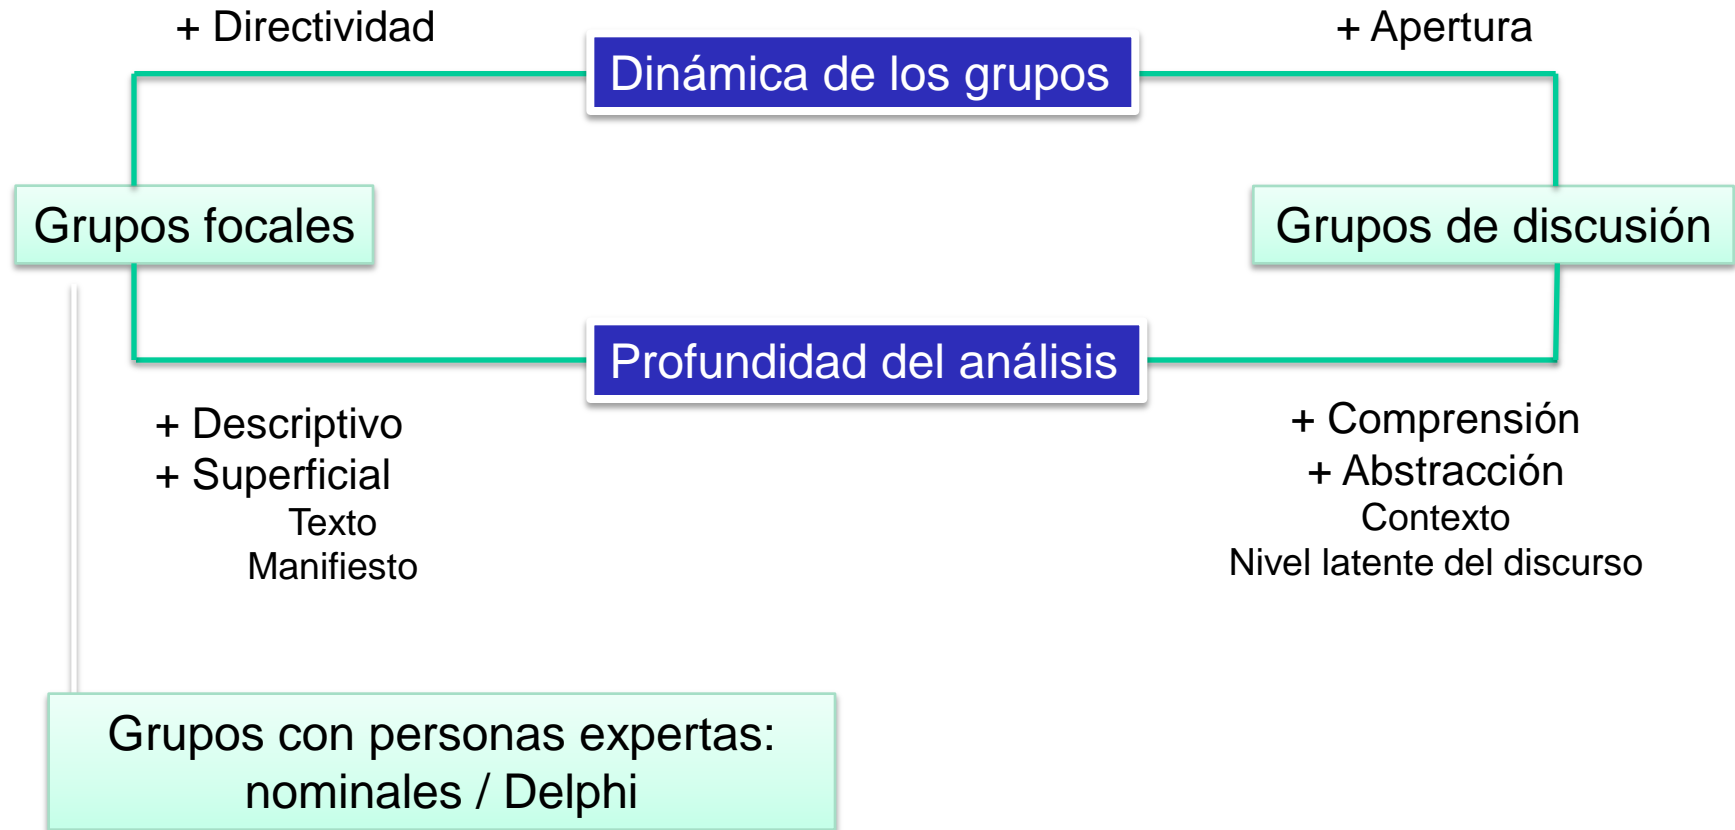 + Directividad
+ Apertura
Dinámica de los grupos
Grupos focales
Grupos de discusión
Profundidad del análisis
+ Descriptivo
+ Superficial
Texto
Manifiesto
+ Comprensión
+ Abstracción
Contexto
Nivel latente del discurso
Grupos con personas expertas:
nominales / Delphi